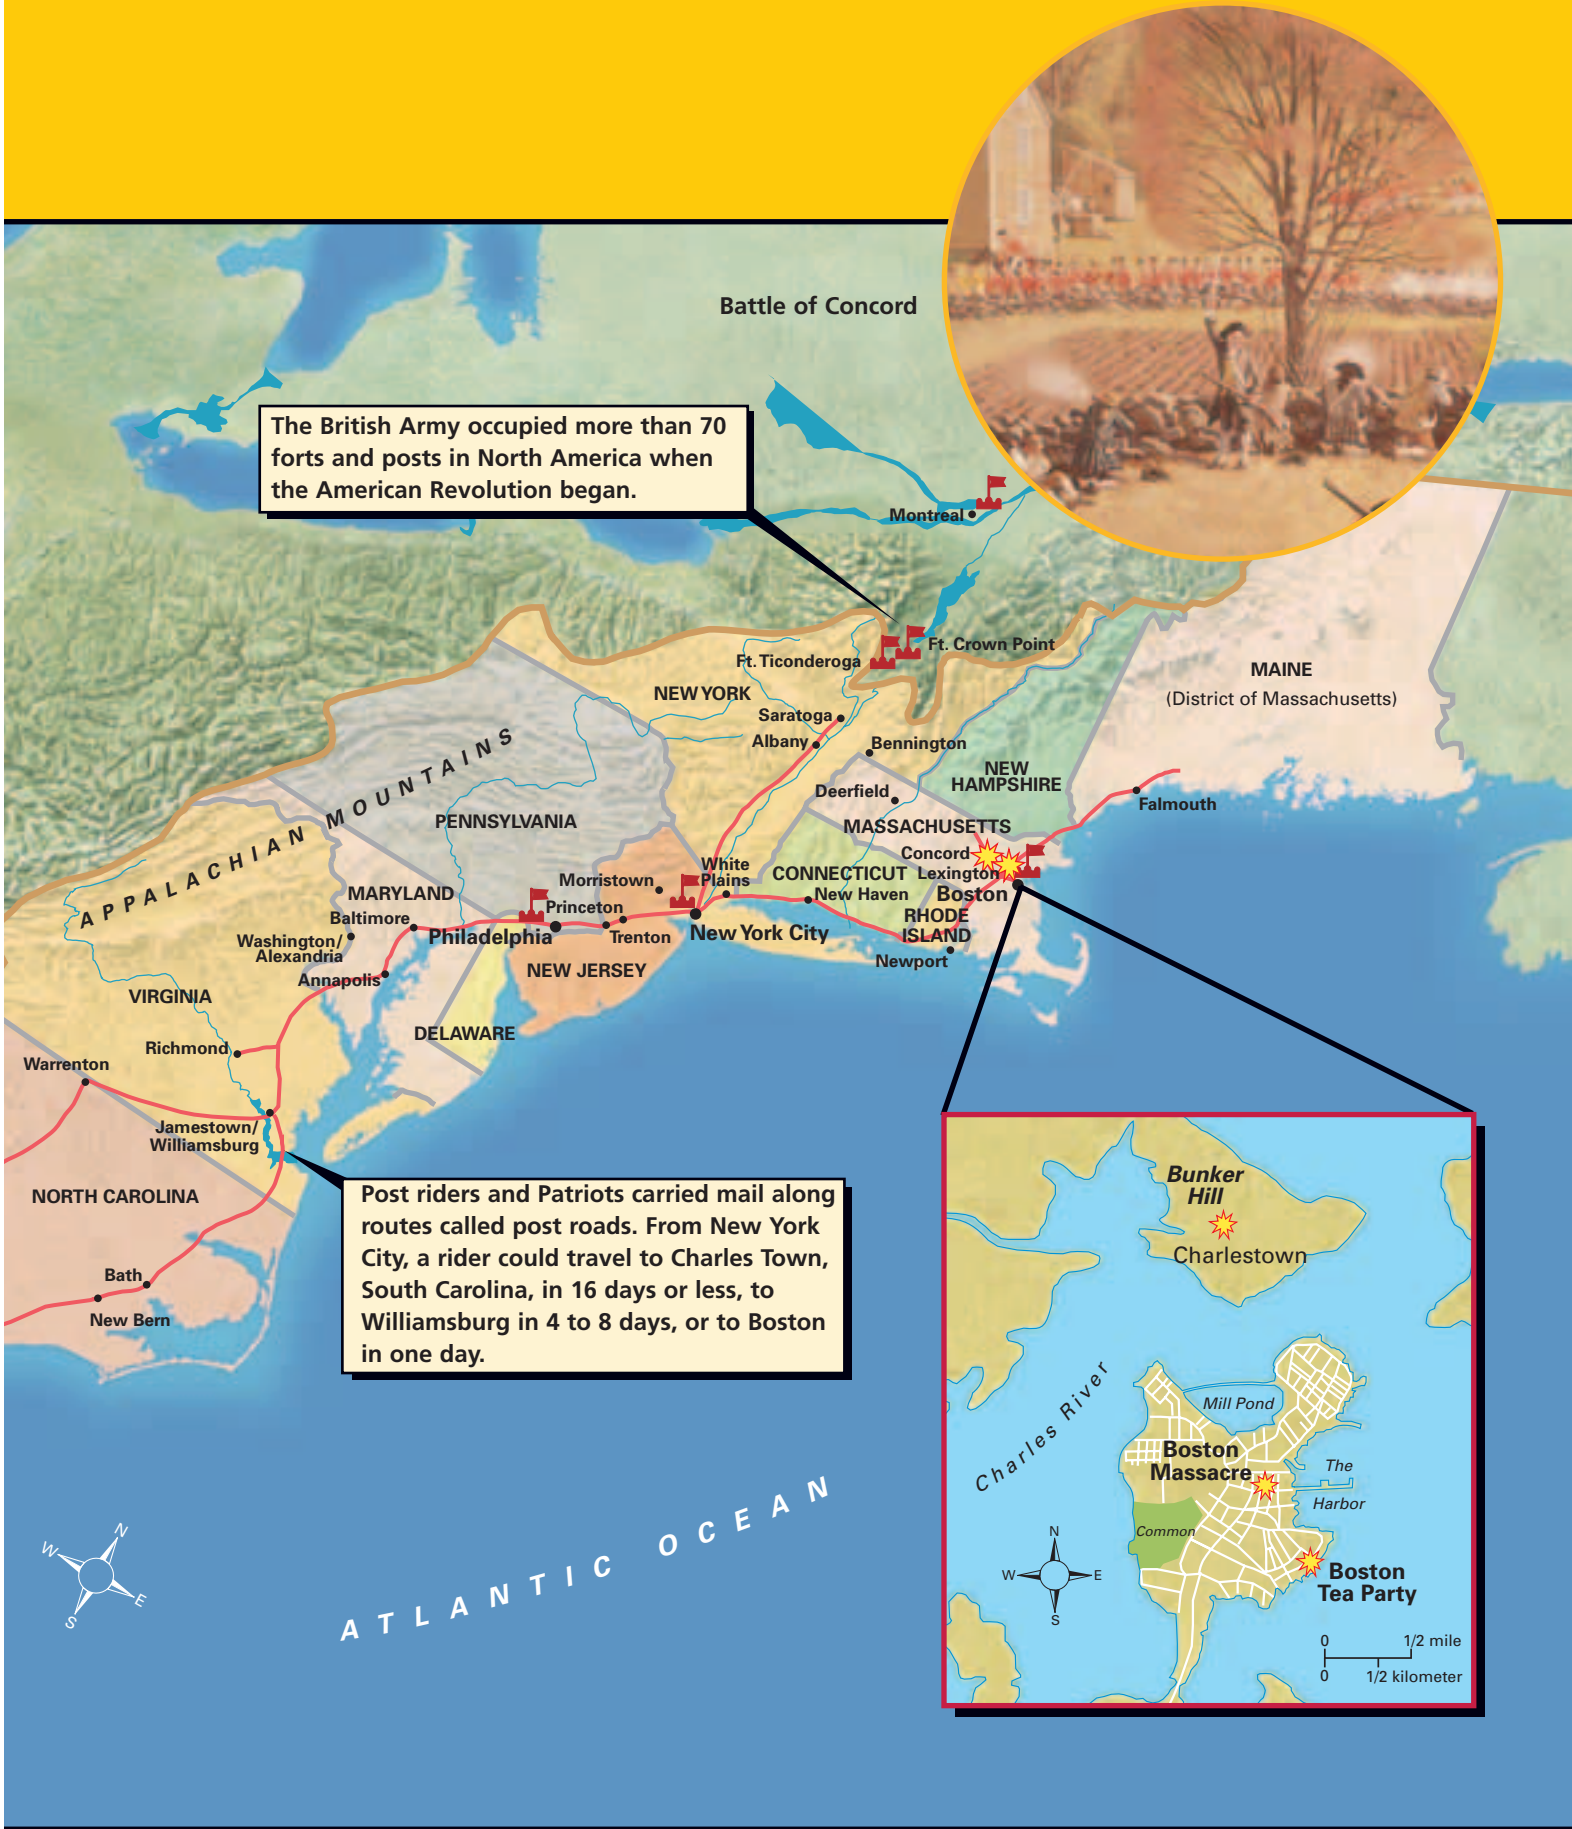 Battle of Concord
The British Army occupied more than 70
forts and posts in North America when
the American Revolution began.
Montreal
Ft. Crown Point
Ft. Ticonderoga
MAINE
(District of Massachusetts)
NEW YORK
Saratoga
Albany
Bennington
NEW
HAMPSHIRE
Deerfield
Falmouth
APPALACHIAN MOUNTAINS
PENNSYLVANIA
MASSACHUSETTS
Concord
Lexington
Boston
White
Plains
CONNECTICUT
New Haven
Morristown
MARYLAND
Princeton
Baltimore
RHODE
ISLAND
Philadelphia
Trenton
New York City
Washington/
Alexandria
Newport
Annapolis
NEW JERSEY
VIRGINIA
DELAWARE
Richmond
Warrenton
Jamestown/
Williamsburg
NORTH CAROLINA
Bath
New Bern
Post riders and Patriots carried mail along
routes called post roads. From New York
City, a rider could travel to Charles Town,
South Carolina, in 16 days or less, to
Williamsburg in 4 to 8 days, or to Boston
in one day.
ATLANTIC OCEAN
N
W
E
S
Bunker
Hill
Charlestown
Charles River
Mill Pond
Boston
Massacre
The
Harbor
Common
N
W
E
S
Boston
Tea Party
0
1/2 mile
0
1/2 kilometer